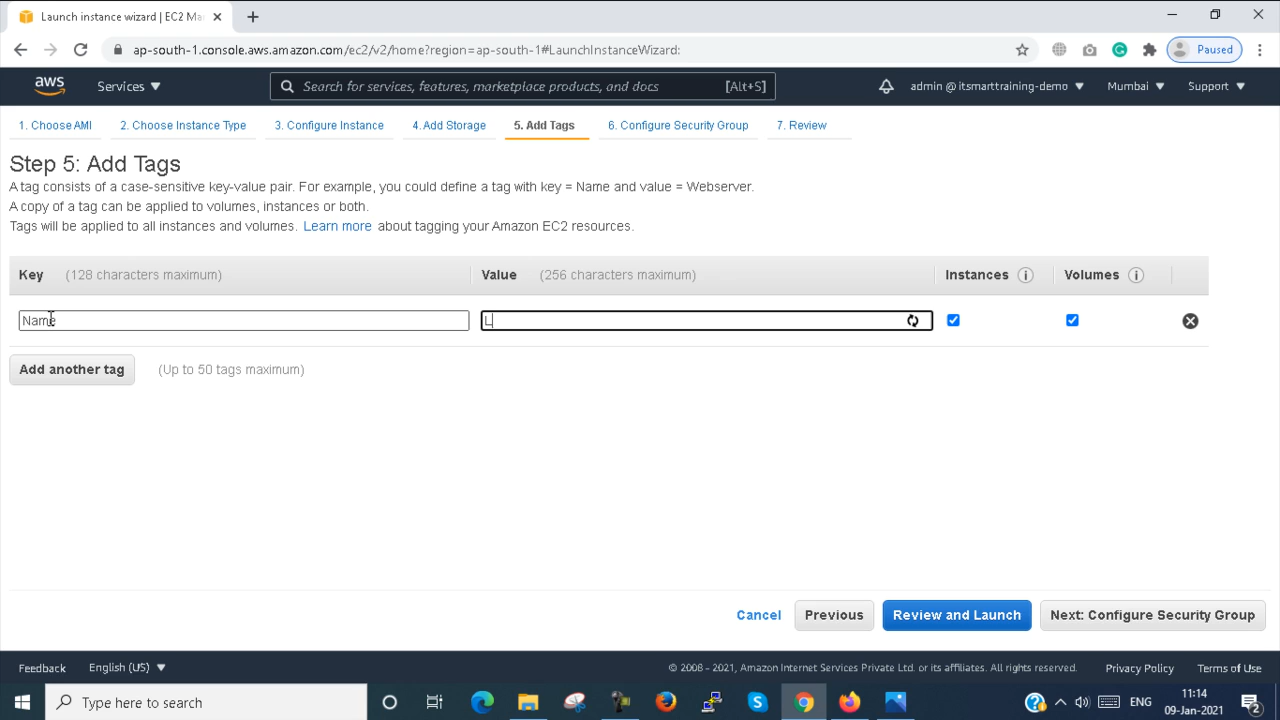 Launch instance wizard | EC2 Ma
ap-south-1.console.aws.amazon.com/ec2/v2/home?region=ap-south-1#LaunchInstanceWizard:
Paused
aws
Services
Search for services, features, marketplace products, and docs
[Alt+S]
admin @ itsmarttraining-demo
Mumbai
Support
1. Choose AMI
2. Choose Instance Type
3. Configure Instance
4. Add Storage
5. Add Tags
6. Configure Security Group
7. Review
Step 5: Add Tags
A tag consists of a case-sensitive key-value pair. For example, you could define a tag with key = Name and value = Webserver.
A copy of a tag can be applied to volumes, instances or both.
Tags will be applied to all instances and volumes. Learn more about tagging your Amazon EC2 resources.
Key (128 characters maximum)
Value (256 characters maximum)
Instances
Volumes
Name
L
Add another tag
(Up to 50 tags maximum)
Cancel
Previous
Review and Launch
Next: Configure Security Group
Feedback
English (US)
© 2008 - 2021, Amazon Internet Services Private Ltd. or its affiliates. All rights reserved.
Privacy Policy
Terms of Use
Type here to search
ENG
11:14
09-Jan-2021
2